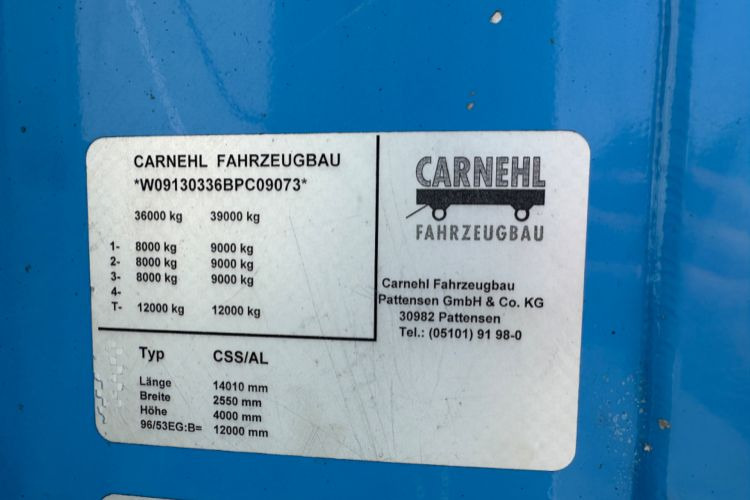 CARNEHL FAHRZEUGBAU
*W09130336BPC09073*
36000 kg 39000 kg
1- 8000 kg 9000 kg
2- 8000 kg 9000 kg
3- 8000 kg 9000 kg
4-
T- 12000 kg 12000 kg
Typ CSS/AL
Länge 14010 mm
Breite 2550 mm
Höhe 4000 mm
96/53EG:B= 12000 mm
CARNEHL
FAHRZEUGBAU
Carnehl Fahrzeugbau
Pattensen GmbH & Co. KG
30982 Pattensen
Tel.: (05101) 91 98-0